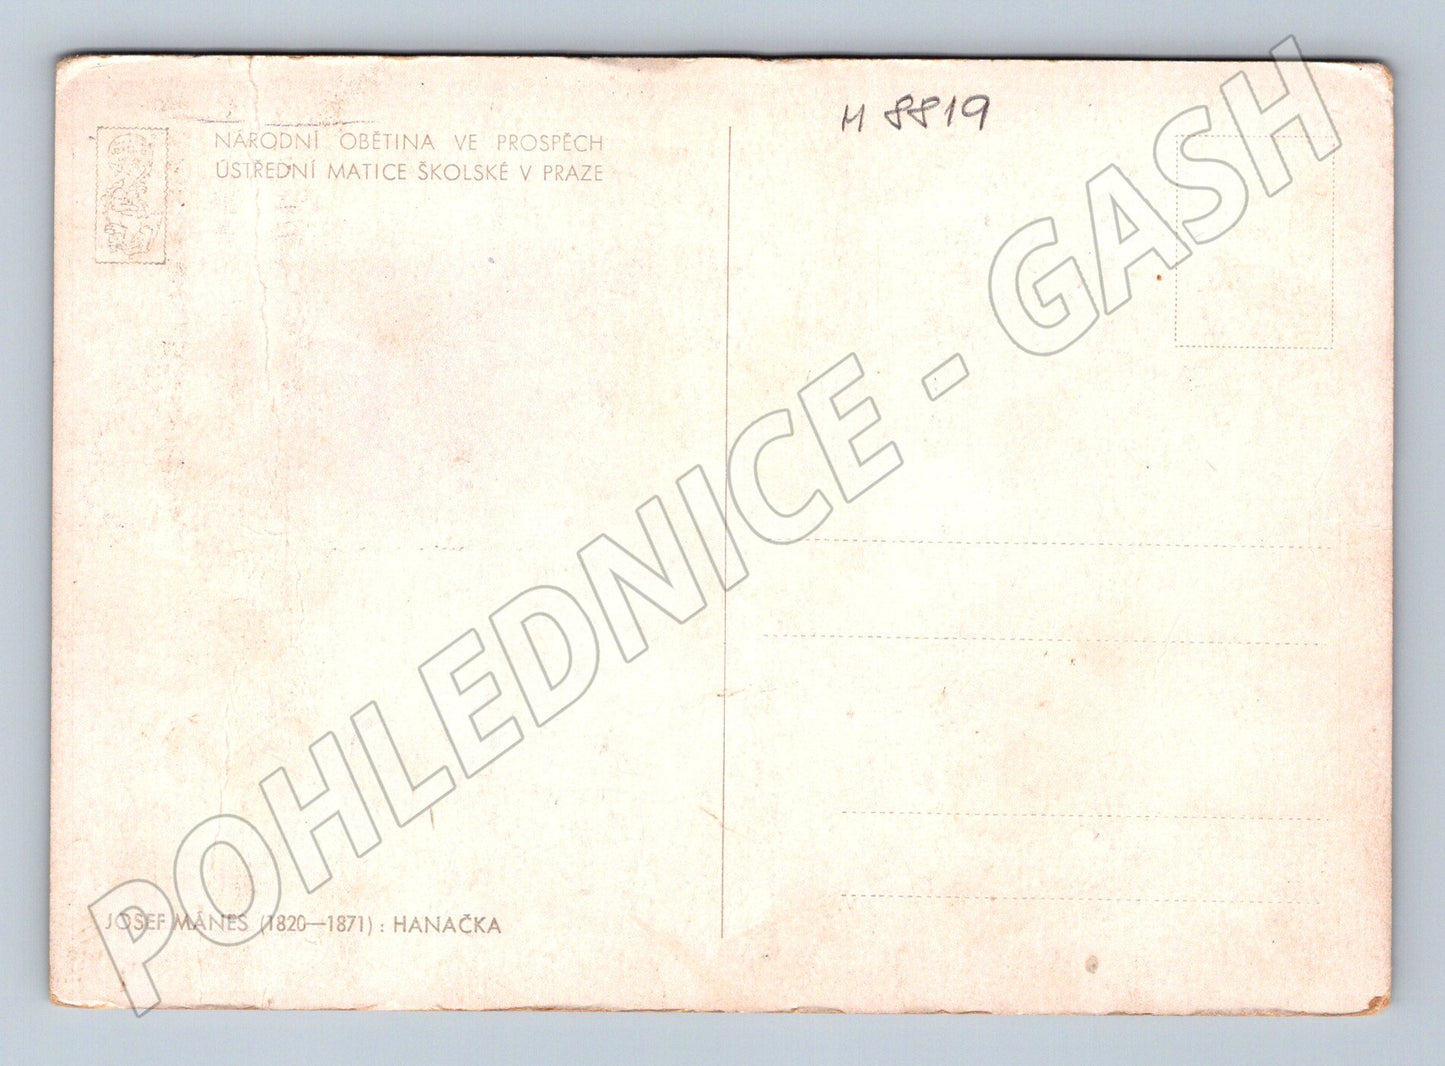 NÁRODNÍ OBĚTINA VE PROSPĚCH
ÚSTŘEDNÍ MATICE ŠKOLSKÉ V PRAZE
H 8819
POHLEDNICE - GASH
JOSEF MÁNES (1820—1871) : HANAČKA